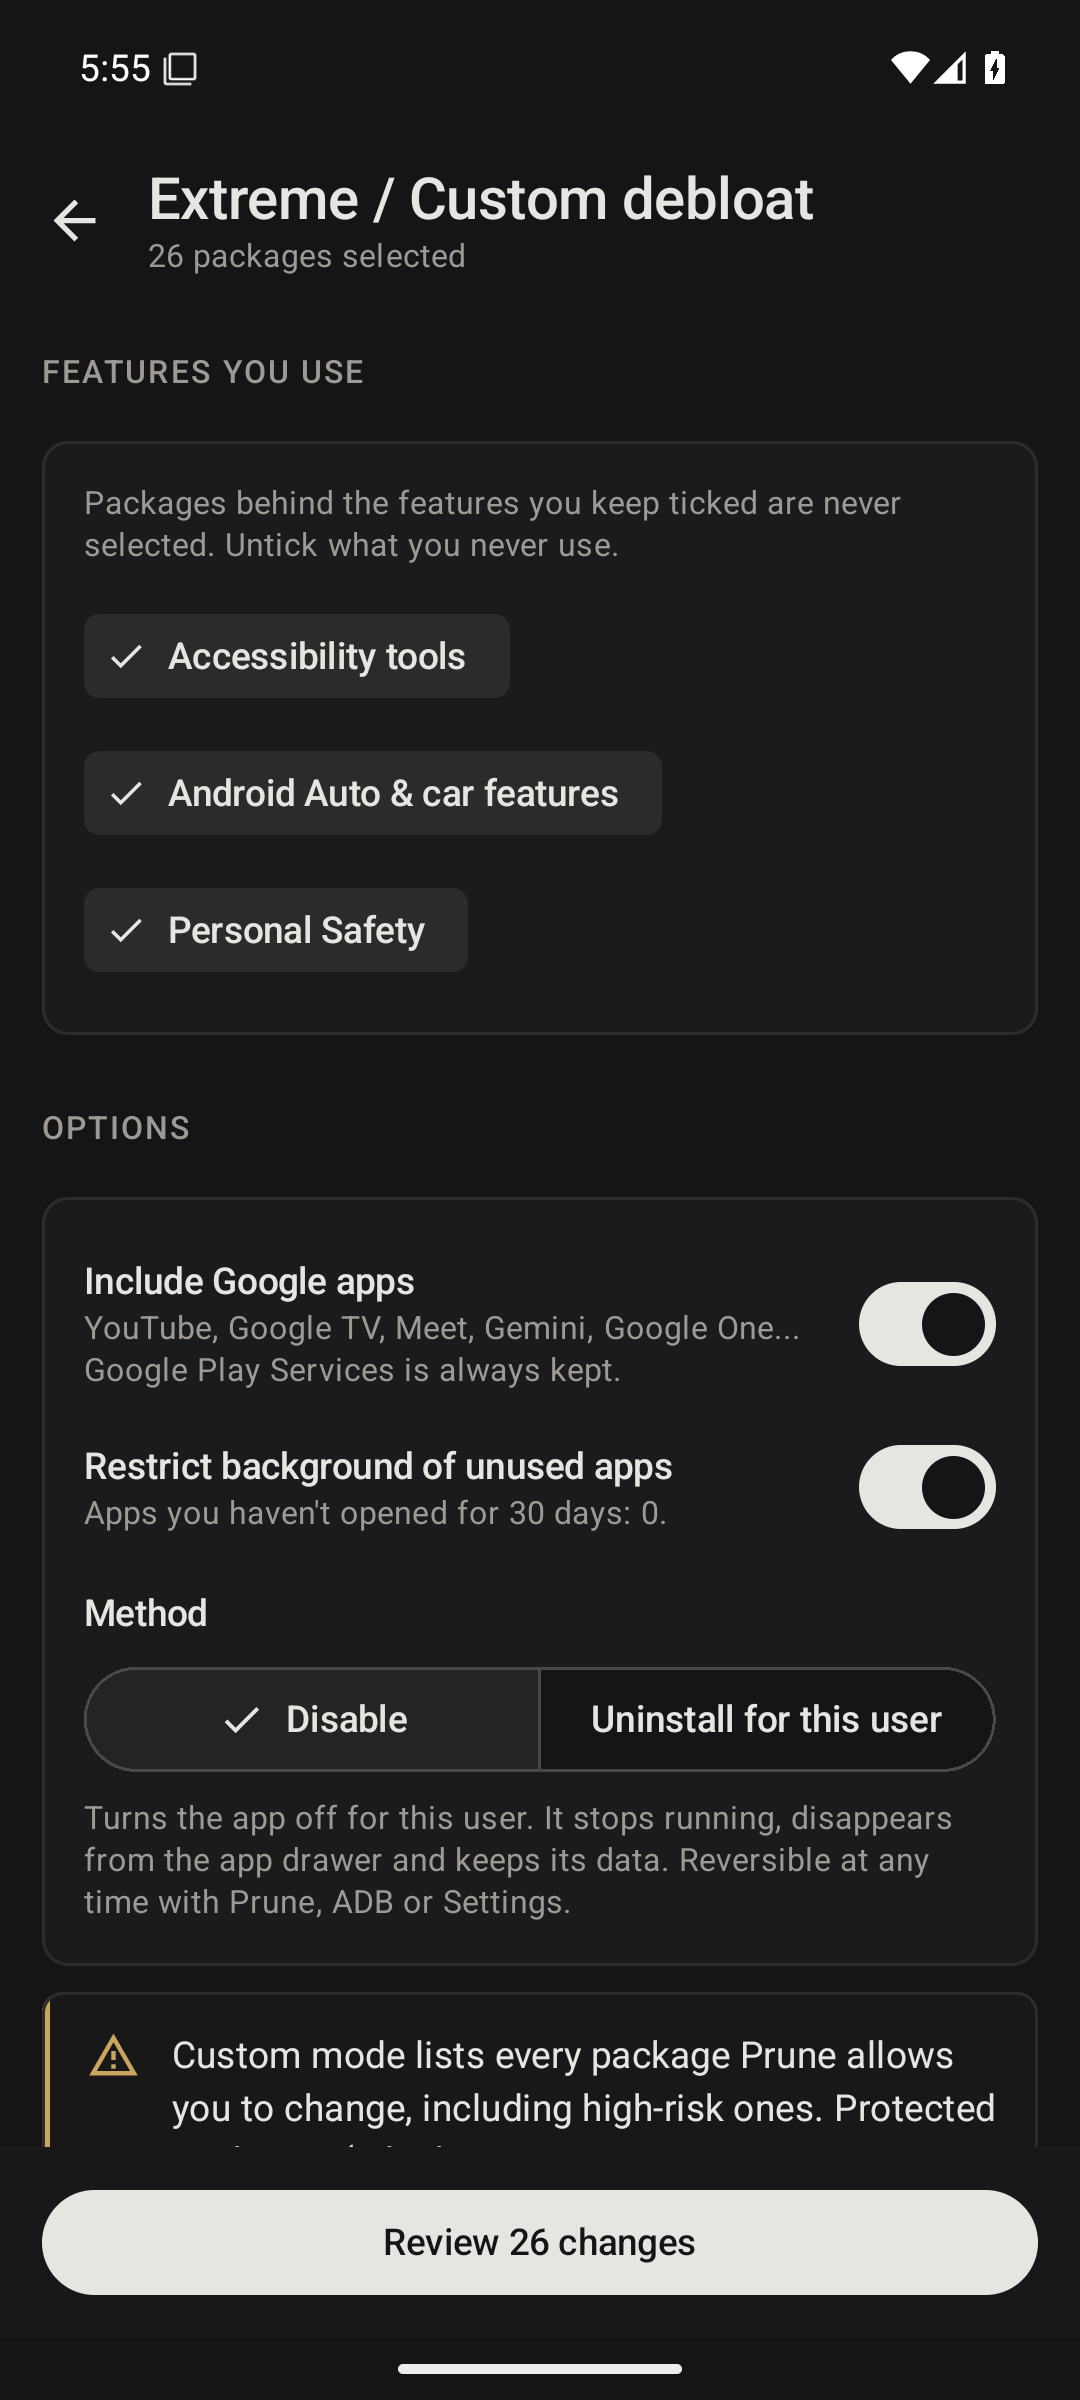 5:55
Extreme / Custom debloat
26 packages selected
FEATURES YOU USE
Packages behind the features you keep ticked are never
selected. Untick what you never use.
Accessibility tools
Android Auto & car features
Personal Safety
OPTIONS
Include Google apps
YouTube, Google TV, Meet, Gemini, Google One...
Google Play Services is always kept.
Restrict background of unused apps
Apps you haven't opened for 30 days: 0.
Method
Disable
Uninstall for this user
Turns the app off for this user. It stops running, disappears
from the app drawer and keeps its data. Reversible at any
time with Prune, ADB or Settings.
Custom mode lists every package Prune allows
you to change, including high-risk ones. Protected
Review 26 changes